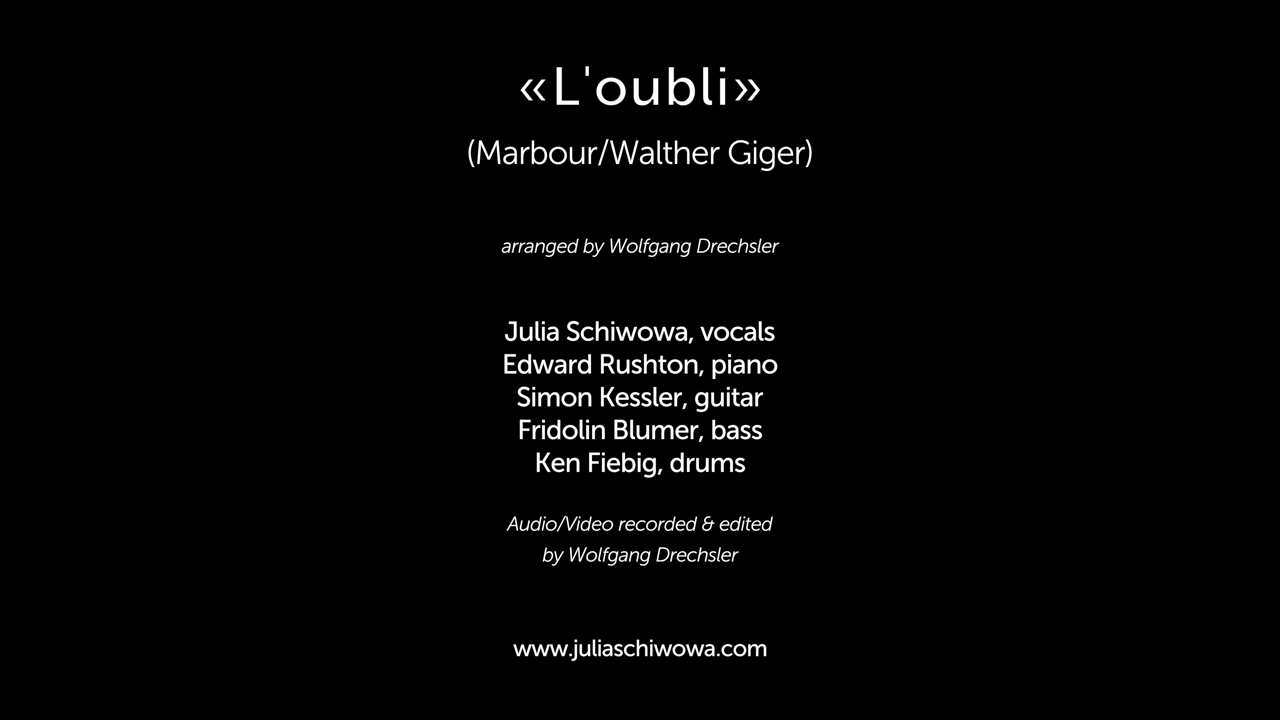 «L'oubli»
(Marbour/Walther Giger)
arranged by Wolfgang Drechsler
Julia Schiwowa, vocals
Edward Rushton, piano
Simon Kessler, guitar
Fridolin Blumer, bass
Ken Fiebig, drums
Audio/Video recorded & edited
by Wolfgang Drechsler
www.juliaschiwowa.com